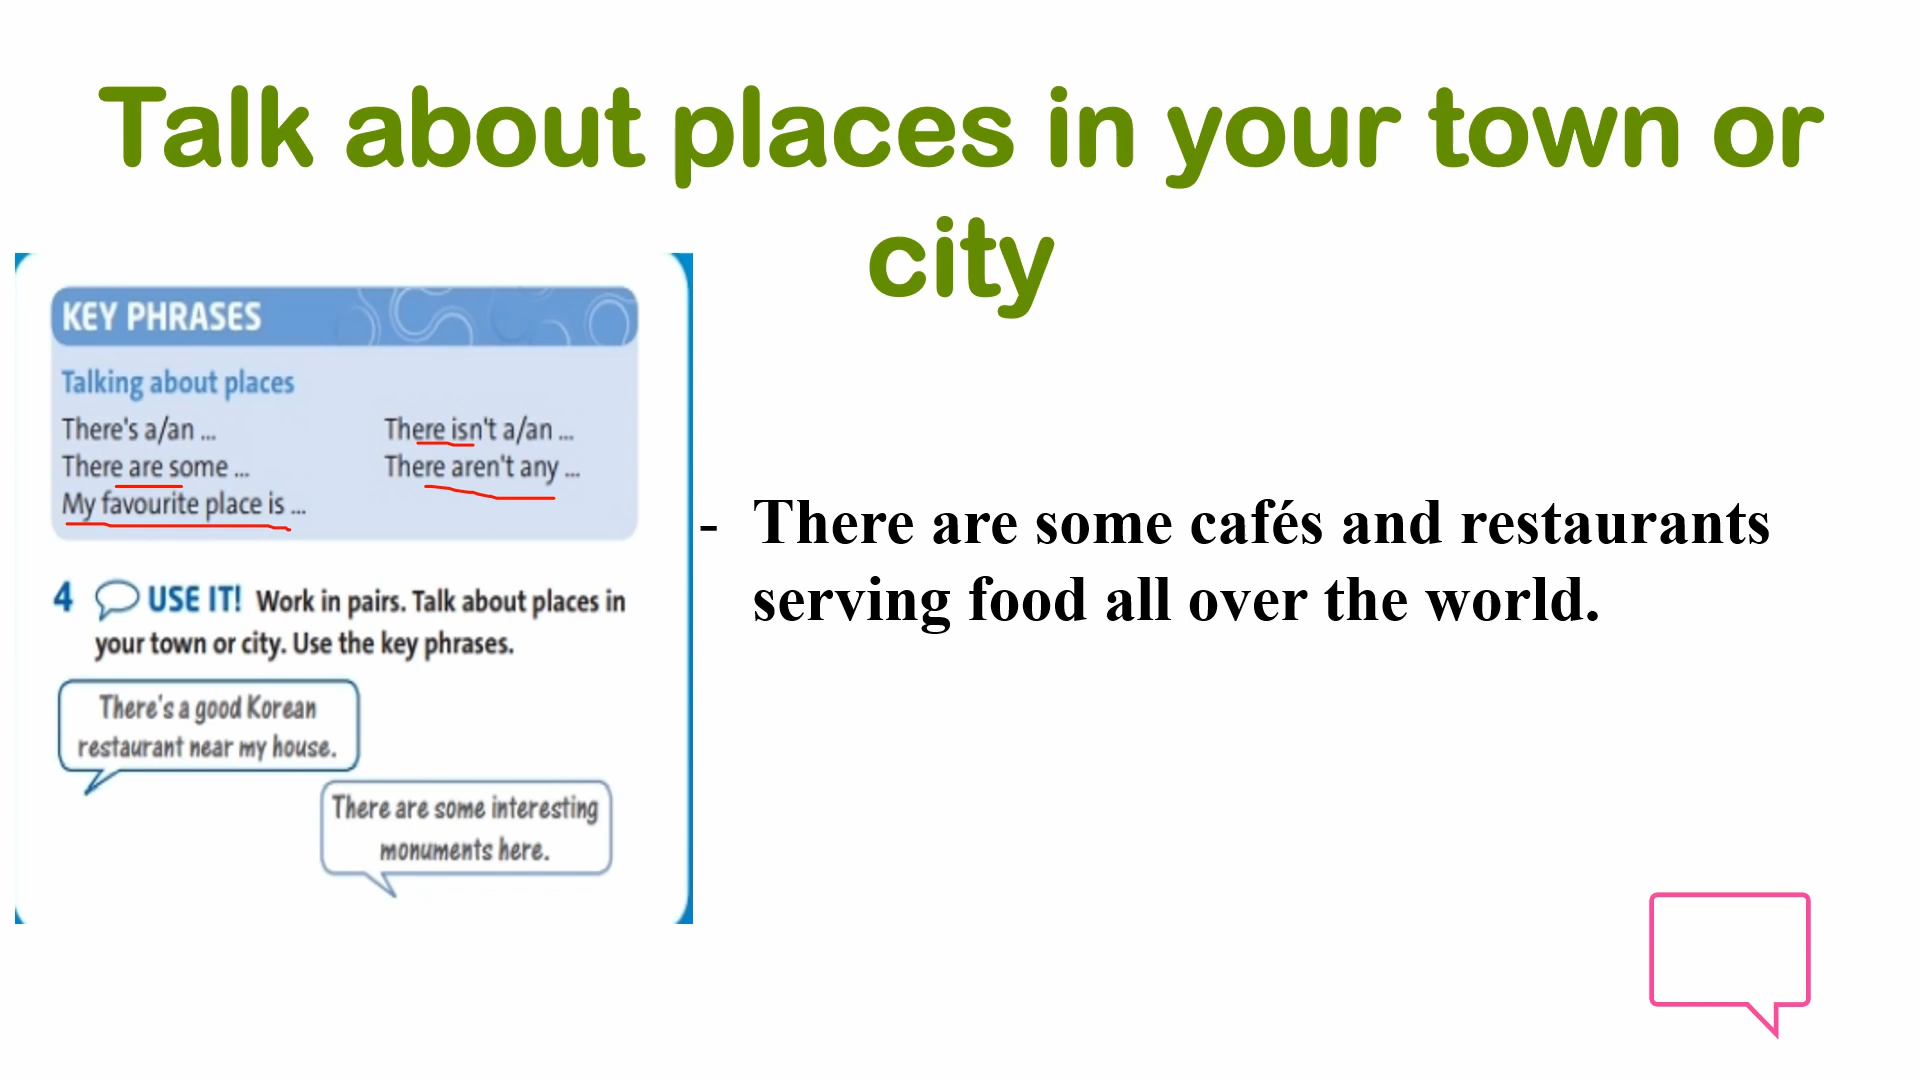 Talk about places in your town or
city
KEY PHRASES
Talking about places
There's a/an ...
There isn't a/an ...
There are some ...
There aren't any ...
My favourite place is ...
4 USE IT! Work in pairs. Talk about places in
your town or city. Use the key phrases.
There's a good Korean
restaurant near my house.
There are some interesting
monuments here.
- There are some cafés and restaurants
serving food all over the world.